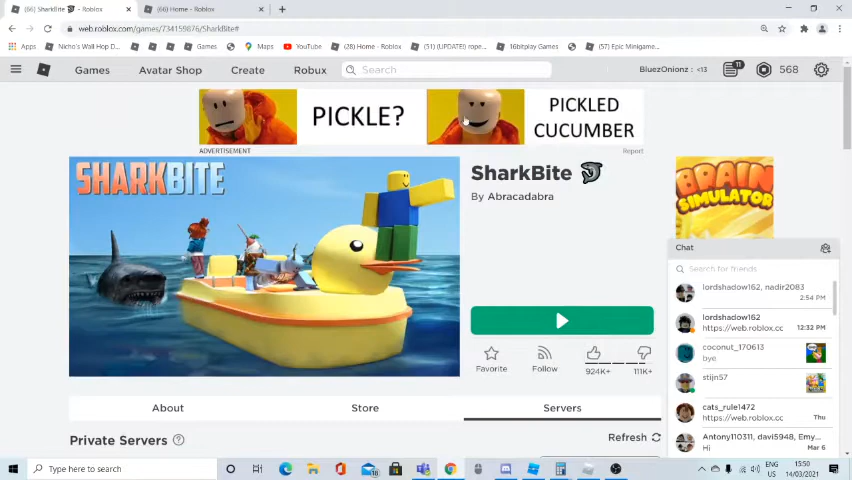 (66) SharkBite - Roblox
(66) Home - Roblox
web.roblox.com/games/734159876/SharkBite#
Apps
Nicho's Wall Hop D...
Games
Maps
YouTube
(28) Home - Roblox
(51) (UPDATE!) rope...
16bitplay Games
(57) Epic Minigame...
Games
Avatar Shop
Create
Robux
Search
BluezOnionz : <13
11
568
PICKLE?
PICKLED
CUCUMBER
ADVERTISEMENT
Report
SHARKBITE
SharkBite
By Abracadabra
BRAIN
SIMULATOR
Chat
Search for friends
lordshadow162, nadir2083
2:54 PM
lordshadow162
https://web.roblox.cc
12:32 PM
coconut_170613
bye
stijn57
cats_rule1472
https://web.roblox.cc
Thu
Antony110311, davi5948, Emy...
Hi
Mar 6
Favorite
Follow
924K+
111K+
About
Store
Servers
Private Servers
Refresh
Type here to search
ENG
US
15:50
14/03/2021